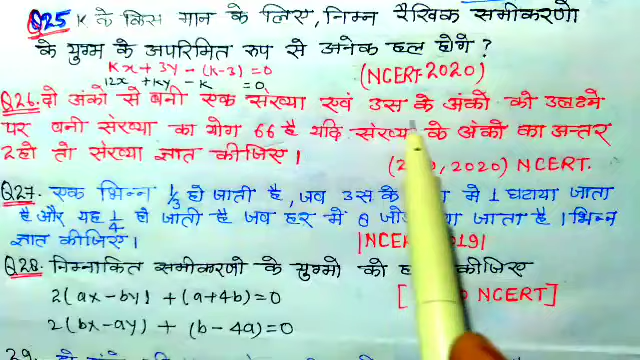 Q25 K के किस मान के लिए, निम्न रैखिक समीकरणो
के युग्म के अपरिमित रुप से अनेक हल होगे ?
Kx + 3y - (k-3) = 0
12x + ky - k = 0 (NCERT-2020)
Q26. दो अंको से बनी एक संख्या एवं उस के अंको को उलटने
पर बनी संख्या का योग 66 है यदि संख्या के अंको का अन्तर
2 हो तो संख्या ज्ञात कीजिए । 2020) NCERT.
Q27. एक भिन्न 1/3 हो जाती है, जब उस के मे 1 घटाया जाता
है और यह 1/4 हो जाती है जब हर में 8 जाता है । भिन्न
ज्ञात कीजिए ।
Q28. निम्नाकित समीकरणो के युग्मो को कीजिए
2(ax - by) + (a+4b) = 0 NCERT]
2(bx - ay) + (b - 4a) = 0